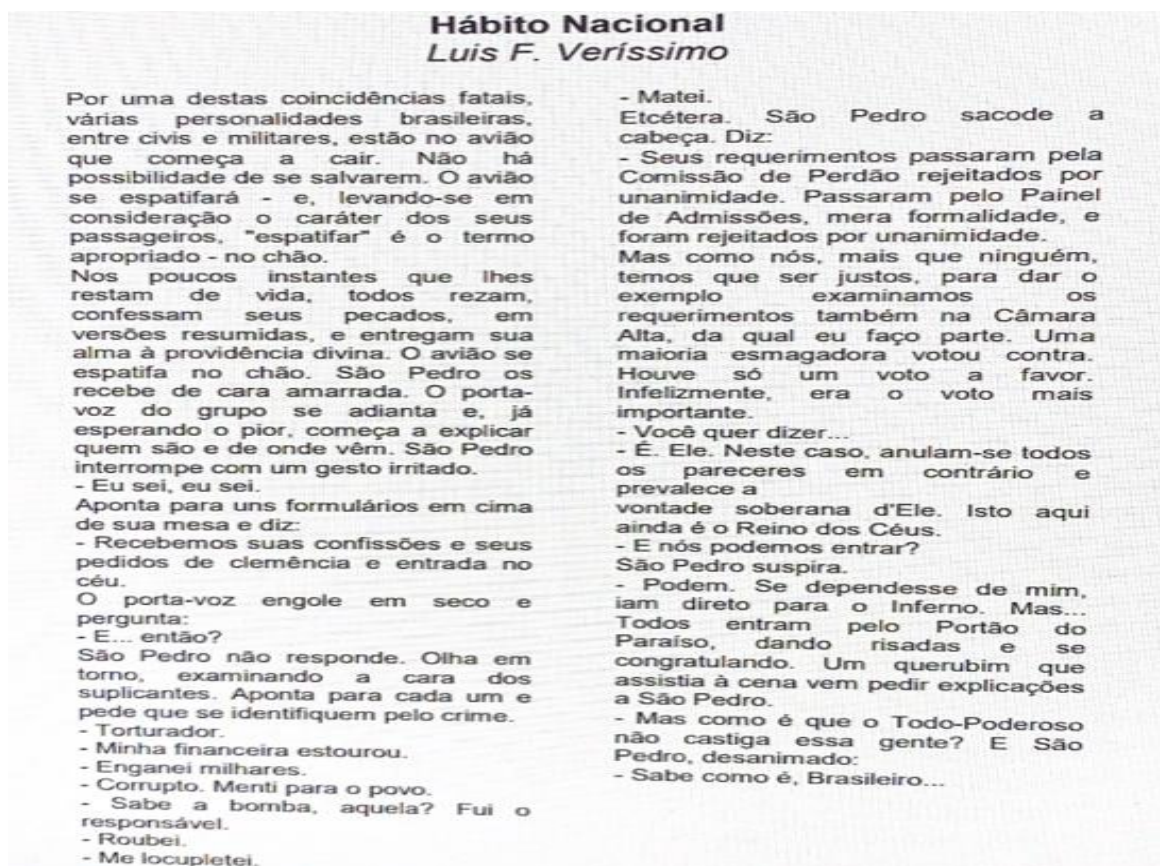 Hábito Nacional
Luis F. Veríssimo
Por uma destas coincidências fatais,
várias personalidades brasileiras,
entre civis e militares, estão no avião
que começa a cair. Não há
possibilidade de se salvarem. O avião
se espatifará - e, levando-se em
consideração o caráter dos seus
passageiros, "espatifar" é o termo
apropriado - no chão.
Nos poucos instantes que lhes
restam de vida, todos rezam,
confessam seus pecados, em
versões resumidas, e entregam sua
alma à providência divina. O avião se
espatifa no chão. São Pedro os
recebe de cara amarrada. O porta-
voz do grupo se adianta e, já
esperando o pior, começa a explicar
quem são e de onde vêm. São Pedro
interrompe com um gesto irritado.
- Eu sei, eu sei.
Aponta para uns formulários em cima
de sua mesa e diz:
- Recebemos suas confissões e seus
pedidos de clemência e entrada no
céu.
O porta-voz engole em seco e
pergunta:
- E... então?
São Pedro não responde. Olha em
torno, examinando a cara dos
suplicantes. Aponta para cada um e
pede que se identifiquem pelo crime.
- Torturador.
- Minha financeira estourou.
- Enganei milhares.
- Corrupto. Menti para o povo.
- Sabe a bomba, aquela? Fui o
responsável.
- Roubei.
- Me locupletei.
- Matei.
Etcétera. São Pedro sacode a
cabeça. Diz:
- Seus requerimentos passaram pela
Comissão de Perdão rejeitados por
unanimidade. Passaram pelo Painel
de Admissões, mera formalidade, e
foram rejeitados por unanimidade.
Mas como nós, mais que ninguém,
temos que ser justos, para dar o
exemplo examinamos os
requerimentos também na Câmara
Alta, da qual eu faço parte. Uma
maioria esmagadora votou contra.
Houve só um voto a favor.
Infelizmente, era o voto mais
importante.
- Você quer dizer...
- É. Ele. Neste caso, anulam-se todos
os pareceres em contrário e
prevalece a
vontade soberana d'Ele. Isto aqui
ainda é o Reino dos Céus.
- E nós podemos entrar?
São Pedro suspira.
- Podem. Se dependesse de mim,
iam direto para o Inferno. Mas...
Todos entram pelo Portão do
Paraíso, dando risadas e se
congratulando. Um querubim que
assistia à cena vem pedir explicações
a São Pedro.
- Mas como é que o Todo-Poderoso
não castiga essa gente? E São
Pedro, desanimado:
- Sabe como é, Brasileiro...